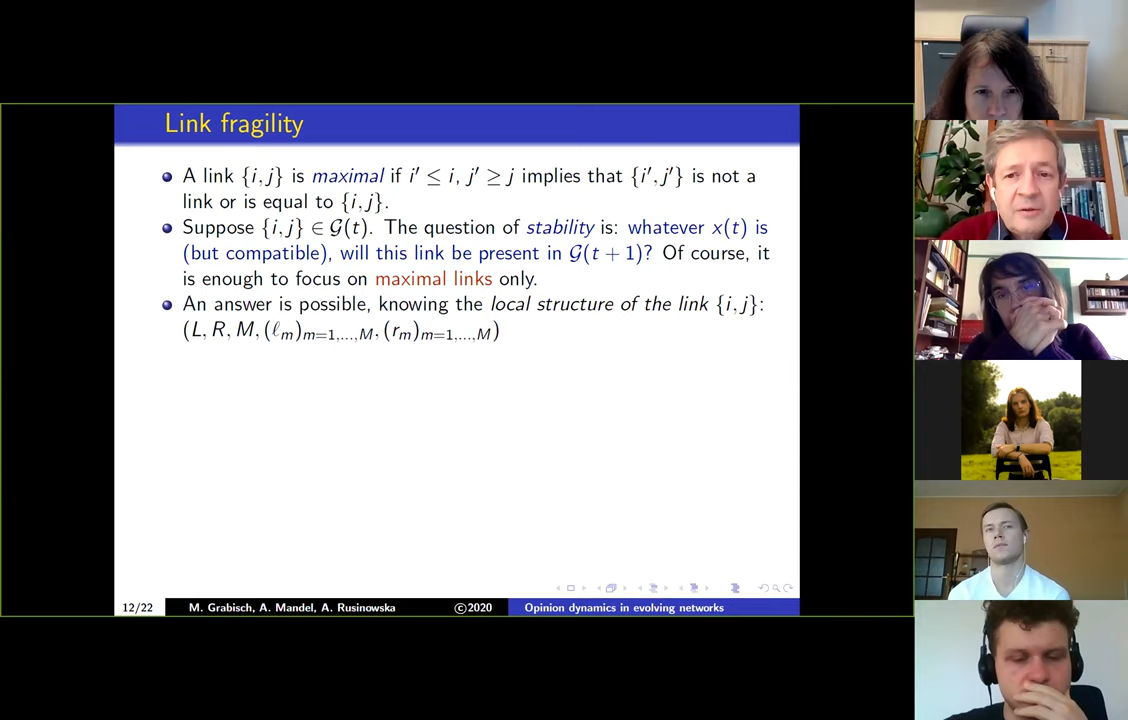 Link fragility
A link {i, j} is maximal if i′ ≤ i, j′ ≥ j implies that {i′, j′} is not a
link or is equal to {i, j}.
Suppose {i, j} ∈ 𝒢(t). The question of stability is: whatever x(t) is
(but compatible), will this link be present in 𝒢(t + 1)? Of course, it
is enough to focus on maximal links only.
An answer is possible, knowing the local structure of the link {i, j}:
(L, R, M, (ℓₘ)ₘ₌₁,...,M, (rₘ)ₘ₌₁,...,M)
12/22 M. Grabisch, A. Mandel, A. Rusinowska ©2020 Opinion dynamics in evolving networks